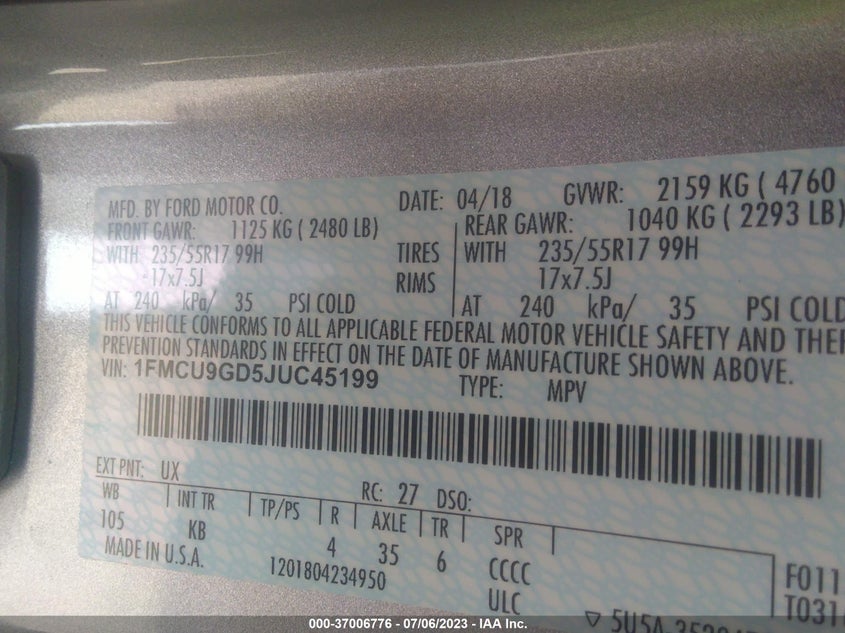 MFD. BY FORD MOTOR CO. DATE: 04/18 GVWR: 2159 KG ( 4760
FRONT GAWR: 1125 KG ( 2480 LB) REAR GAWR: 1040 KG ( 2293 LB)
WITH 235/55R17 99H TIRES WITH 235/55R17 99H
17x7.5J RIMS 17x7.5J
AT 240 kPa/ 35 PSI COLD AT 240 kPa/ 35 PSI COLD
THIS VEHICLE CONFORMS TO ALL APPLICABLE FEDERAL MOTOR VEHICLE SAFETY AND THEF
PREVENTION STANDARDS IN EFFECT ON THE DATE OF MANUFACTURE SHOWN ABOVE.
VIN: 1FMCU9GD5JUC45199 TYPE: MPV
EXT PNT: UX RC: 27 DSO:
WB INT TR TP/PS R AXLE TR SPR
105 KB 4 35 6 CCCC
MADE IN U.S.A. 1201804234950 ULC
F011
T031
▽ 5U5A
000-37006776 - 07/06/2023 - IAA Inc.